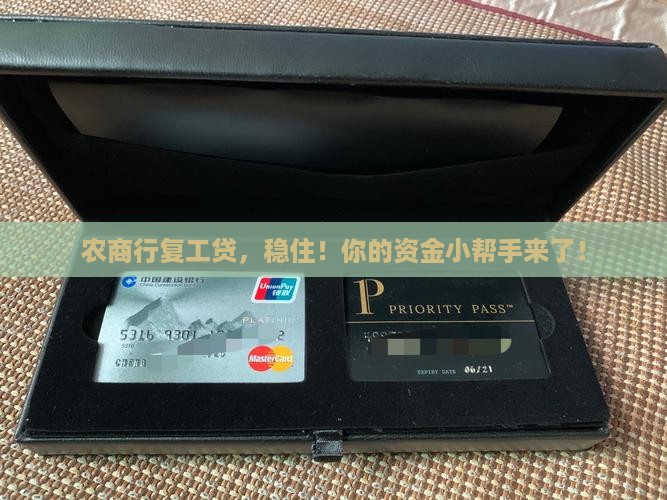 农商行复工贷，稳住！你的资金小帮手来了！
中国建设银行
China Construction Bank
UnionPay
银联
PLATINUM
5316 9301
5316
MasterCard
P
PRIORITY PASS™
EXPIRY DATE 06/21